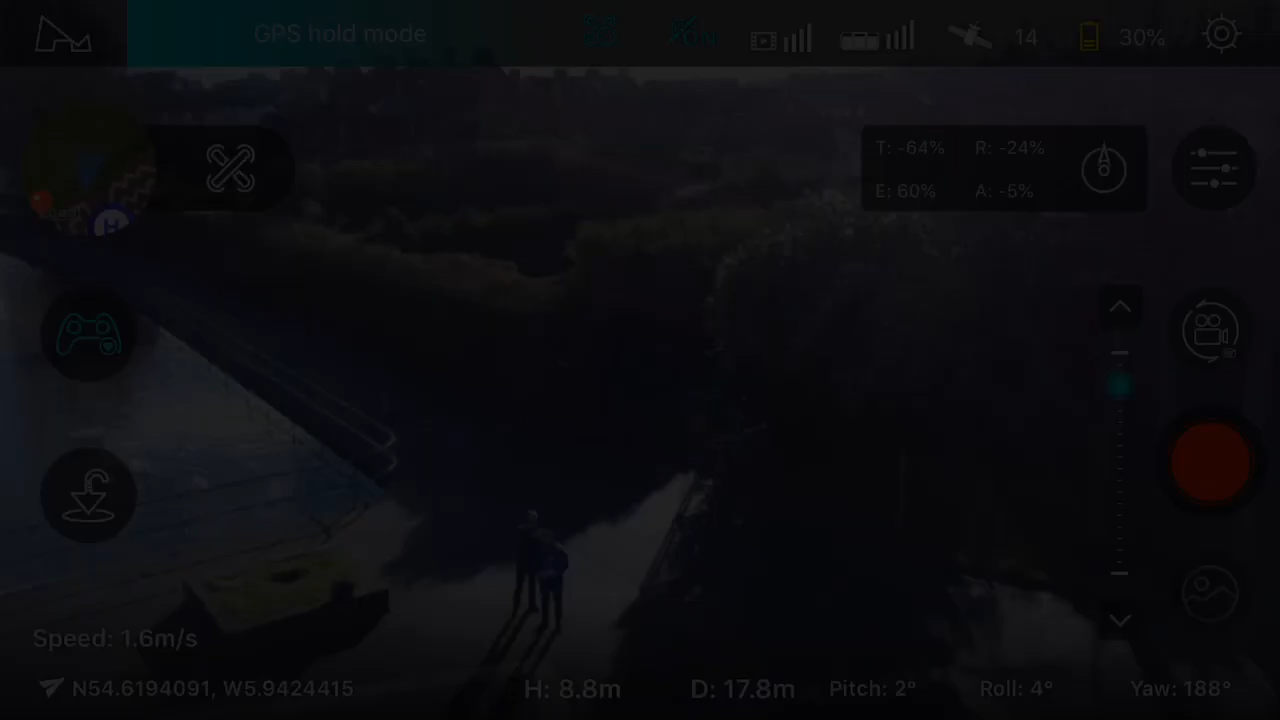 GPS hold mode
14
30%
T: -64% R: -24%
E: 60% A: -5%
H
Speed: 1.6m/s
N54.6194091, W5.9424415
H: 8.8m
D: 17.8m
Pitch: 2°
Roll: 4°
Yaw: 188°